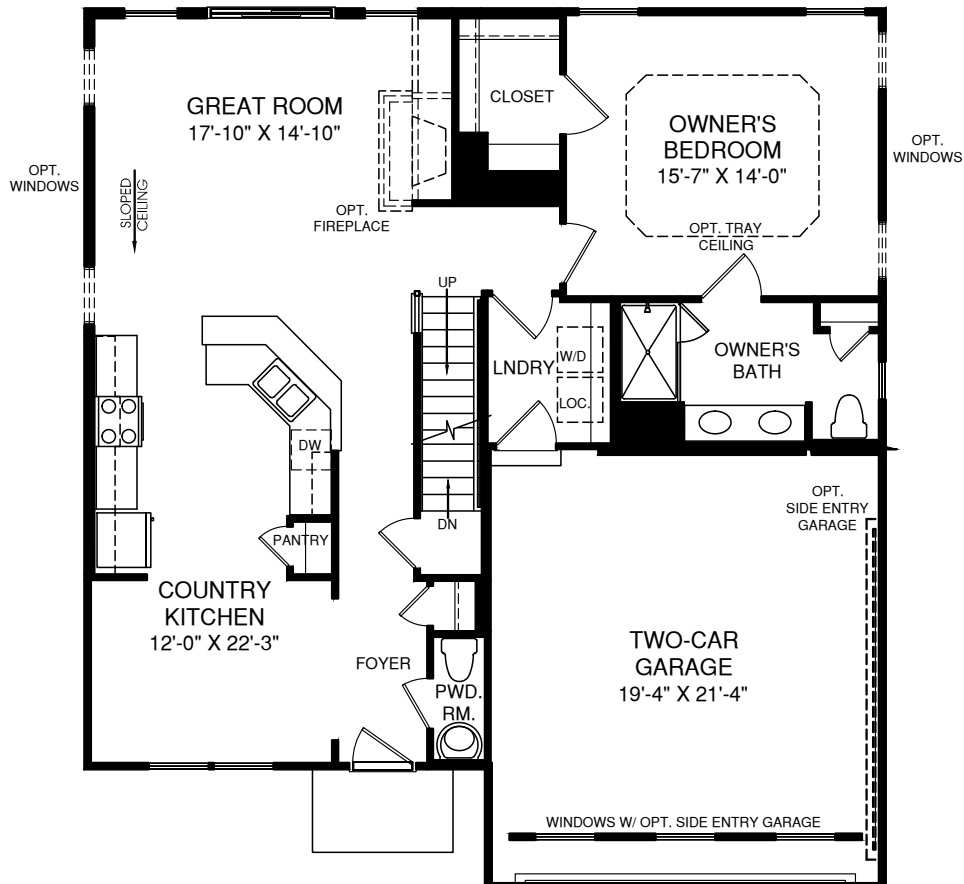 GREAT ROOM
17'-10" X 14'-10"
CLOSET
OWNER'S
BEDROOM
15'-7" X 14'-0"
OPT. TRAY
CEILING
OPT.
WINDOWS
OPT.
WINDOWS
SLOPED
CEILING
OPT.
FIREPLACE
UP
LNDRY
W/D
LOC.
OWNER'S
BATH
DW
PANTRY
DN
OPT.
SIDE ENTRY
GARAGE
COUNTRY
KITCHEN
12'-0" X 22'-3"
FOYER
PWD.
RM.
TWO-CAR
GARAGE
19'-4" X 21'-4"
WINDOWS W/ OPT. SIDE ENTRY GARAGE